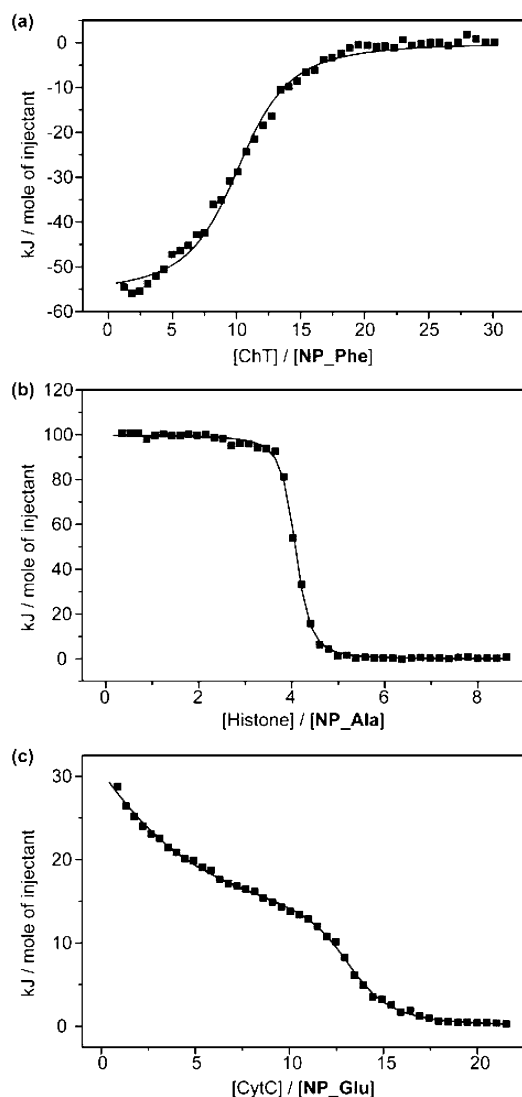 (a)
0
-10
-20
-30
-40
-50
-60
kJ / mole of injectant
0 5 10 15 20 25 30
[ChT] / [NP_Phe]
(b)
120
100
80
60
40
20
0
kJ / mole of injectant
0 2 4 6 8
[Histone] / [NP_Ala]
(c)
30
20
10
0
kJ / mole of injectant
0 5 10 15 20
[CytC] / [NP_Glu]